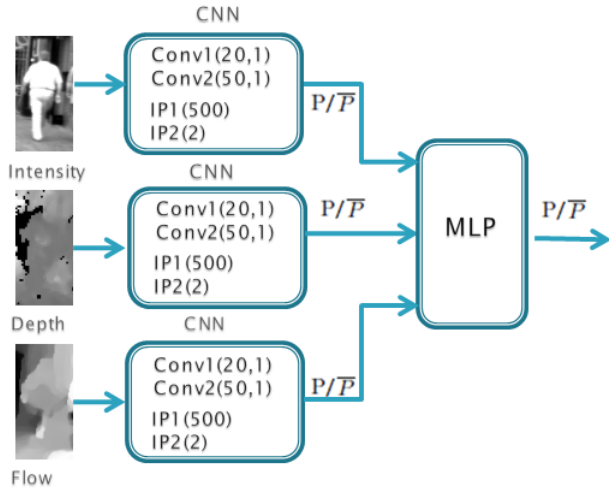 CNN
Conv1(20,1)
Conv2(50,1)
IP1(500)
IP2(2)
P/P̅
Intensity
CNN
Conv1(20,1)
Conv2(50,1)
IP1(500)
IP2(2)
P/P̅
MLP
P/P̅
Depth
CNN
Conv1(20,1)
Conv2(50,1)
IP1(500)
IP2(2)
P/P̅
Flow